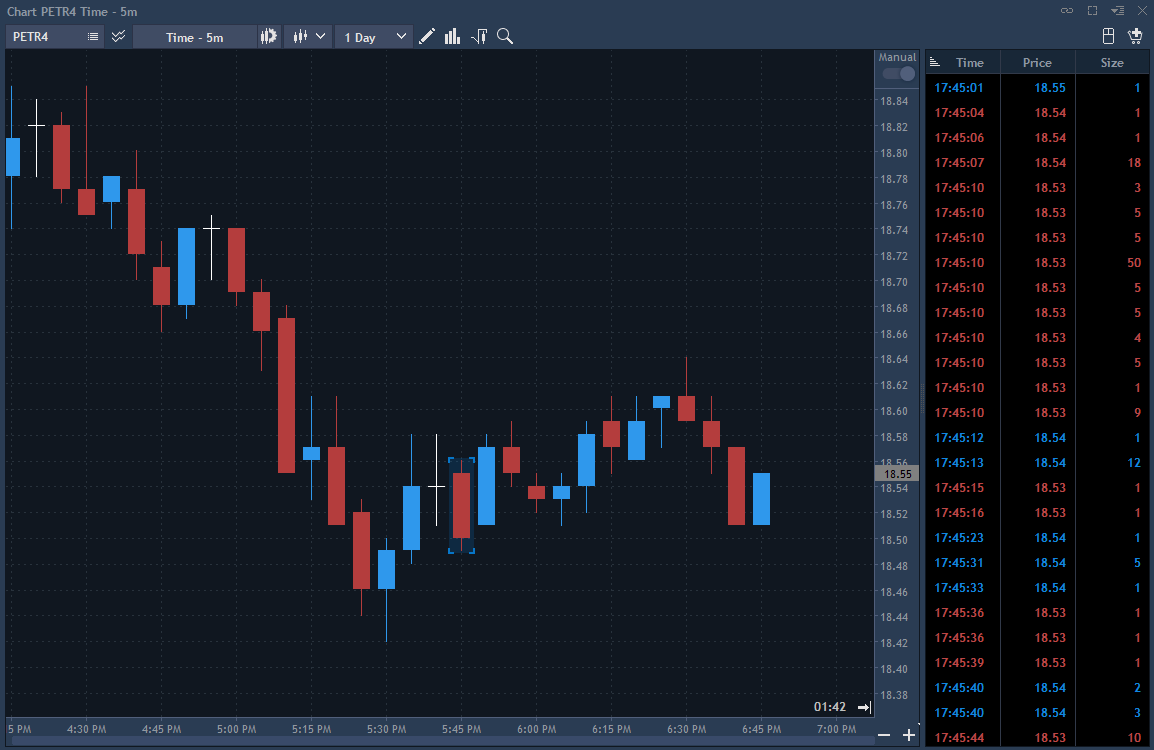 Chart PETR4 Time - 5m
PETR4 Time - 5m 1 Day
Manual
18.84
18.82
18.80
18.78
18.76
18.74
18.72
18.70
18.68
18.66
18.64
18.62
18.60
18.58
18.56
18.55
18.54
18.52
18.50
18.48
18.46
18.44
18.42
18.40
18.38
01:42
5 PM 4:30 PM 4:45 PM 5:00 PM 5:15 PM 5:30 PM 5:45 PM 6:00 PM 6:15 PM 6:30 PM 6:45 PM 7:00 PM
Time Price Size
17:45:01 18.55 1
17:45:04 18.54 1
17:45:06 18.54 1
17:45:07 18.54 18
17:45:10 18.53 3
17:45:10 18.53 5
17:45:10 18.53 5
17:45:10 18.53 50
17:45:10 18.53 5
17:45:10 18.53 5
17:45:10 18.53 4
17:45:10 18.53 5
17:45:10 18.53 1
17:45:10 18.53 9
17:45:12 18.54 1
17:45:13 18.54 12
17:45:15 18.53 1
17:45:16 18.53 1
17:45:23 18.54 1
17:45:31 18.54 5
17:45:33 18.54 1
17:45:36 18.53 1
17:45:36 18.53 1
17:45:39 18.53 1
17:45:40 18.54 2
17:45:40 18.54 3
17:45:44 18.53 10